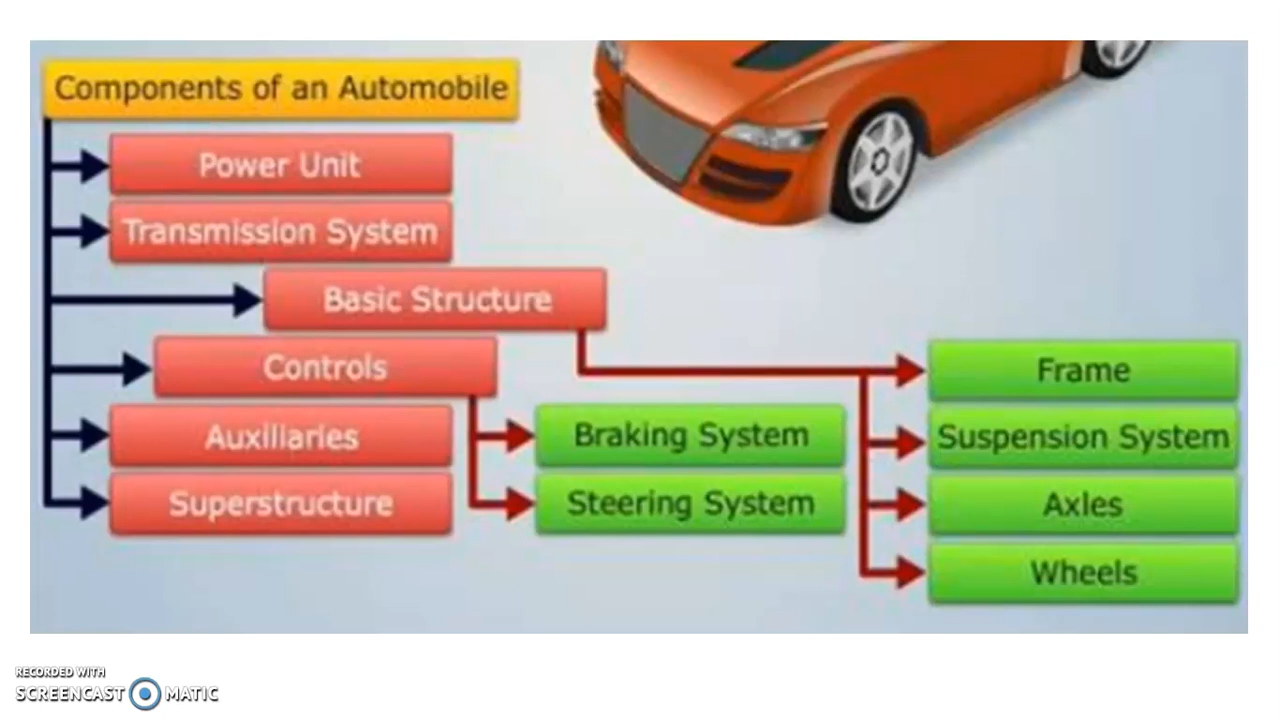 Components of an Automobile
Power Unit
Transmission System
Basic Structure
Controls
Frame
Auxiliaries
Braking System
Suspension System
Superstructure
Steering System
Axles
Wheels
RECORDED WITH
SCREENCAST MATIC